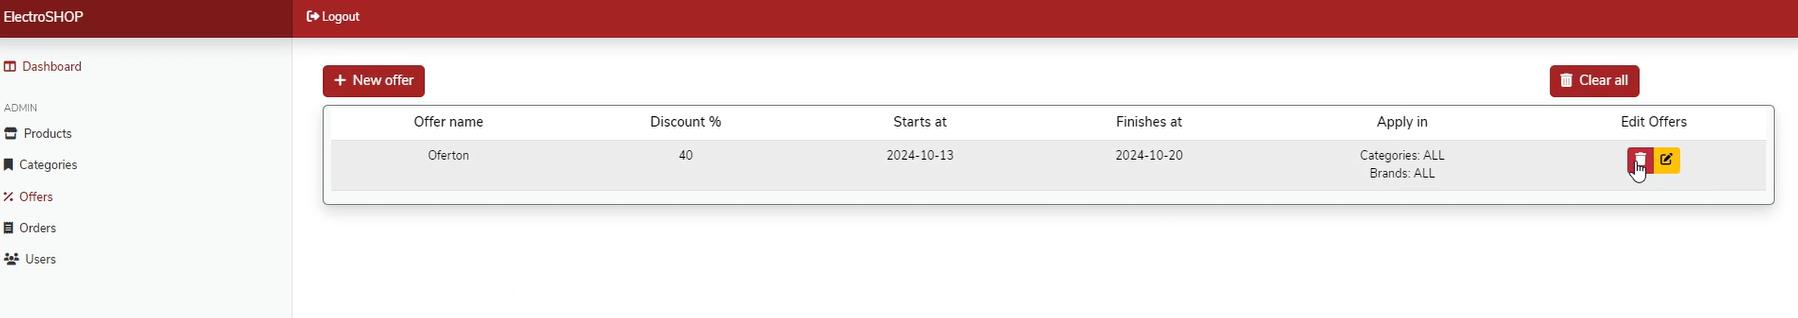 ElectroSHOP
Logout
Dashboard
ADMIN
Products
Categories
Offers
Orders
Users
New offer
Clear all
Offer name Discount % Starts at Finishes at Apply in Edit Offers
Oferton 40 2024-10-13 2024-10-20 Categories: ALL
Brands: ALL